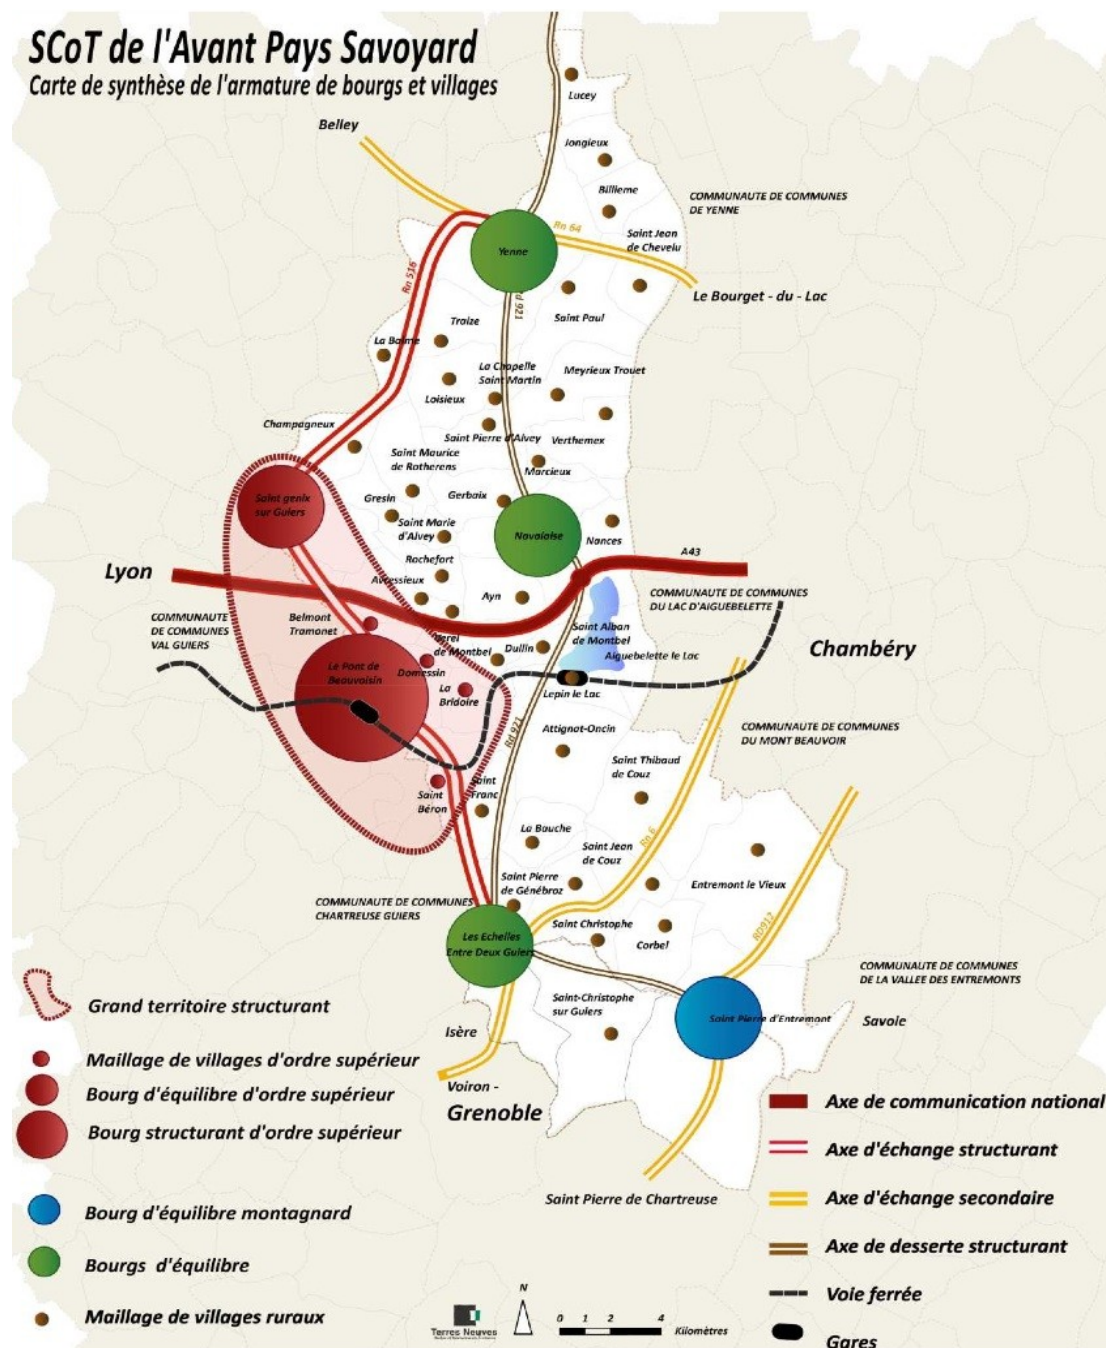 SCoT de l'Avant Pays Savoyard
Carte de synthèse de l'armature de bourgs et villages
Lucey
Belley
Jongieux
Billieme
COMMUNAUTE DE COMMUNES
DE YENNE
Rn 64
Saint Jean
de Chevelu
Yenne
Rn 516
Rd 921
Le Bourget - du - Lac
Saint Paul
Traize
La Balme
La Chapelle
Saint Martin
Meyrieux Trouet
Loisieux
Champagneux
Saint Pierre d'Alvey
Verthemex
Saint Maurice
de Rotherens
Marcieux
Saint genix
sur Guiers
Gresin
Gerbaix
Saint Marie
d'Alvey
Novalaise
Nances
A43
Rochefort
Lyon
Avressieux
Ayn
COMMUNAUTE DE COMMUNES
DU LAC D'AIGUEBELETTE
COMMUNAUTE
DE COMMUNES
VAL GUIERS
Belmont
Tramonet
Saint Alban
de Montbel
Verel
de Montbel
Dullin
Aiguebelette le Lac
Chambéry
Le Pont de
Beauvoisin
Domessin
La
Bridoire
Lepin le Lac
Rd 921
Attignat-Oncin
COMMUNAUTE DE COMMUNES
DU MONT BEAUVOIR
Saint Thibaud
de Couz
Saint
Béron
Saint
Franc
La Bauche
Rn 6
Saint Jean
de Couz
Saint Pierre
de Génébroz
Entremont le Vieux
COMMUNAUTE DE COMMUNES
CHARTREUSE GUIERS
RD912
Saint Christophe
Corbel
Les Echelles
Entre Deux Guiers
COMMUNAUTE DE COMMUNES
DE LA VALLEE DES ENTREMONTS
Saint-Christophe
sur Guiers
Saint Pierre d'Entremont
Savoie
Isère
Voiron -
Grenoble
Saint Pierre de Chartreuse
Grand territoire structurant
Maillage de villages d'ordre supérieur
Bourg d'équilibre d'ordre supérieur
Bourg structurant d'ordre supérieur
Bourg d'équilibre montagnard
Bourgs d'équilibre
Maillage de villages ruraux
Axe de communication national
Axe d'échange structurant
Axe d'échange secondaire
Axe de desserte structurant
Voie ferrée
Gares
Terres Neuves
N
0 1 2 4
Kilomètres